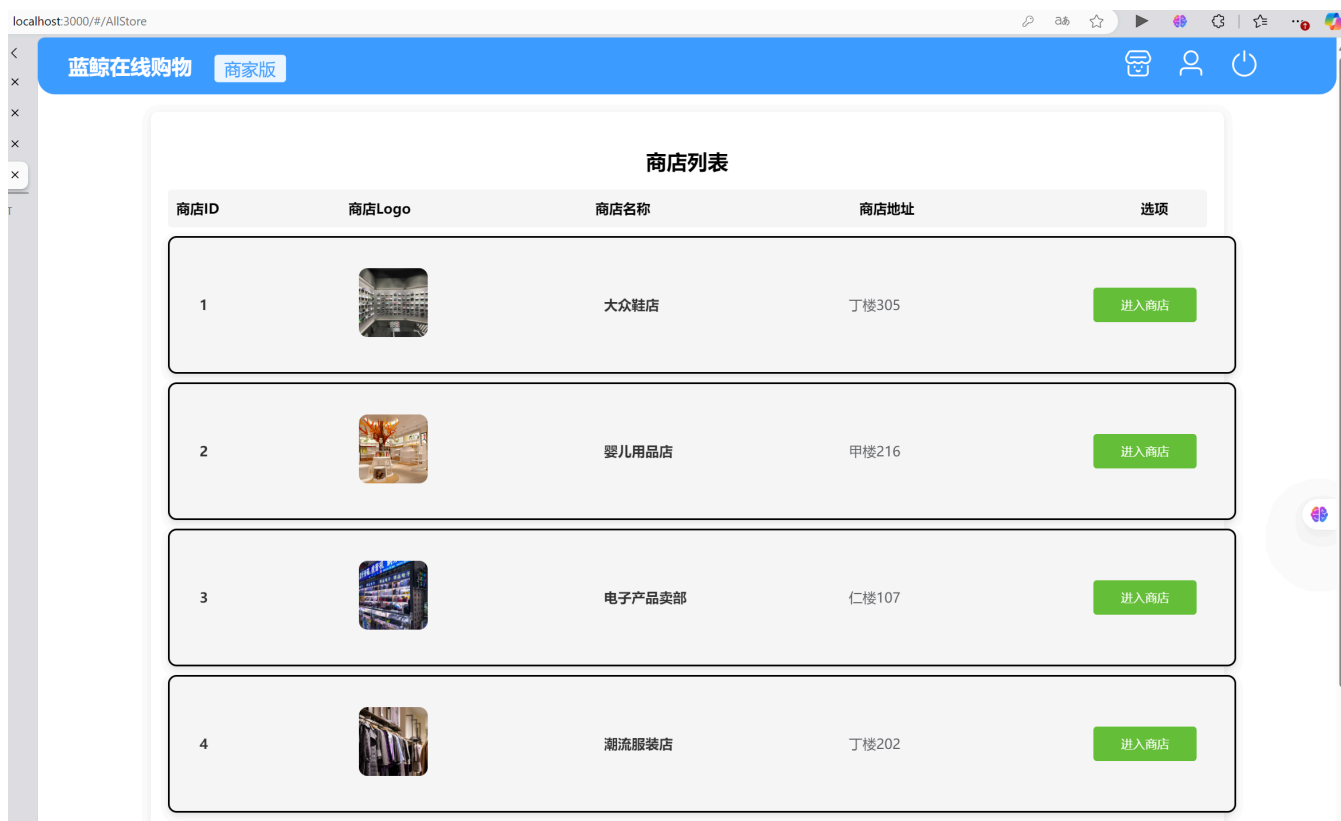 localhost:3000/#/AllStore
蓝鲸在线购物 商家版
商店列表
商店ID 商店Logo 商店名称 商店地址 选项
1 大众鞋店 丁楼305 进入商店
2 婴儿用品店 甲楼216 进入商店
3 电子产品卖部 仁楼107 进入商店
4 潮流服装店 丁楼202 进入商店